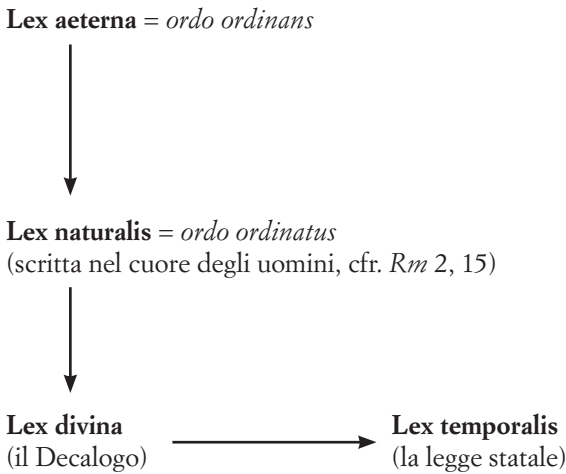 Lex aeterna = ordo ordinans
Lex naturalis = ordo ordinatus
(scritta nel cuore degli uomini, cfr. Rm 2, 15)
Lex divina
(il Decalogo)
Lex temporalis
(la legge statale)